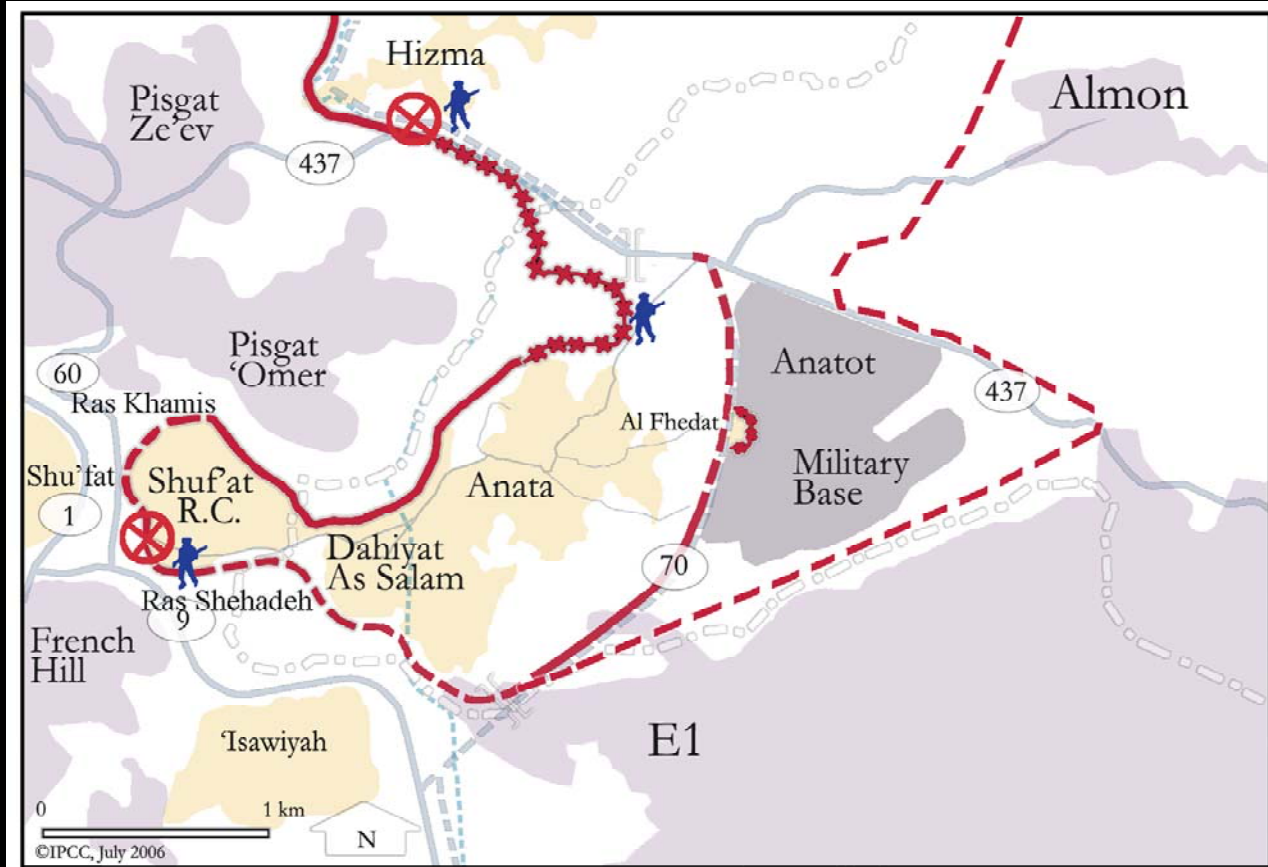 Hizma
Pisgat
Ze'ev
Almon
437
Pisgat
'Omer
Anatot
60
437
Ras Khamis
Al Fhedat
Shu'fat
Shuf'at
R.C.
Anata
Military
Base
1
Dahiyat
As Salam
70
Ras Shehadeh
9
French
Hill
E1
'Isawiyah
0 1 km
N
©IPCC, July 2006